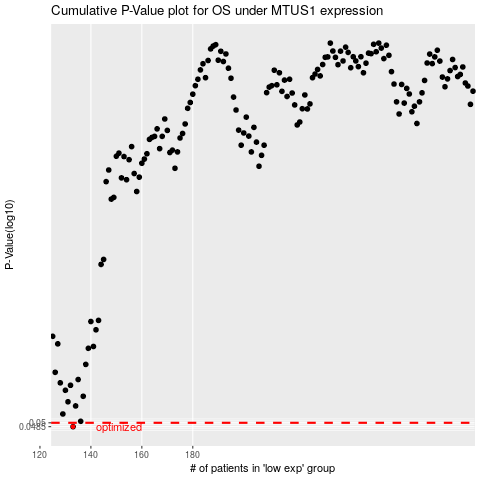 Cumulative P-Value plot for OS under MTUS1 expression
P-Value(log10)
0.05
0.0485
optimized
120 140 160 180
# of patients in 'low exp' group